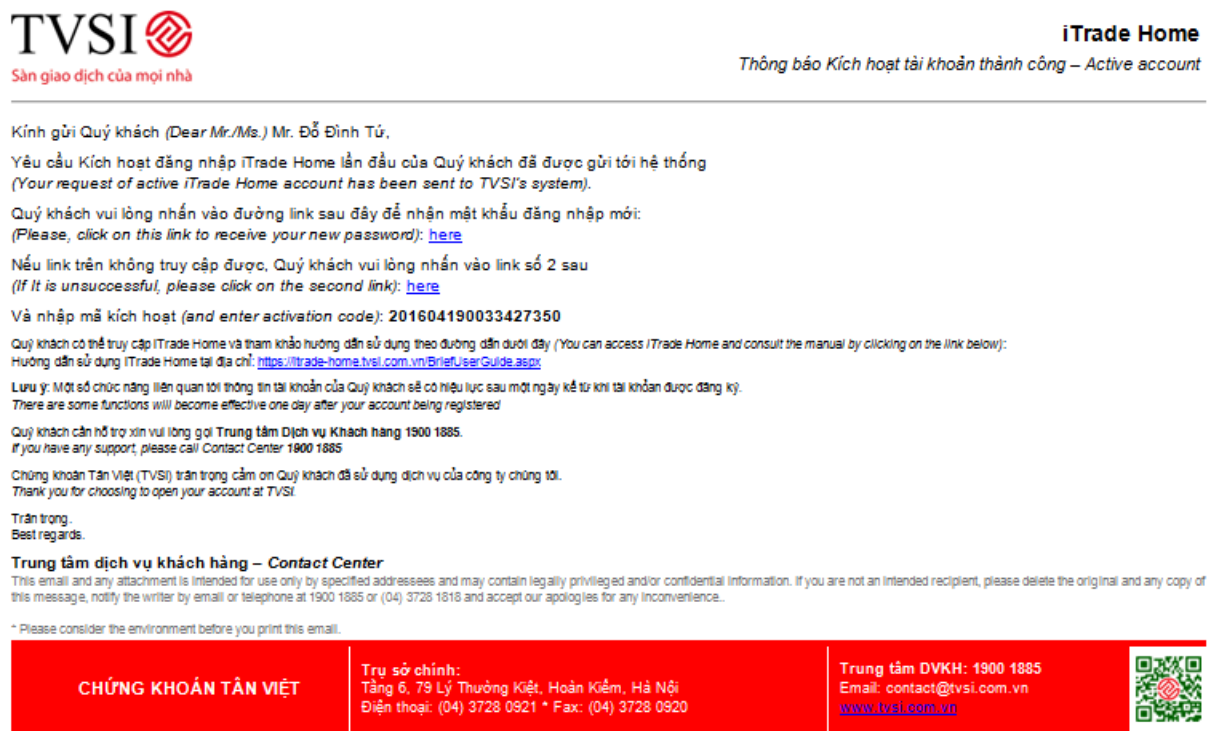 TVSI
Sàn giao dịch của mọi nhà
iTrade Home
Thông báo Kích hoạt tài khoản thành công – Active account
Kính gửi Quý khách (Dear Mr./Ms.) Mr. Đỗ Đình Tứ,
Yêu cầu Kích hoạt đăng nhập iTrade Home lần đầu của Quý khách đã được gửi tới hệ thống
(Your request of active iTrade Home account has been sent to TVSI's system).
Quý khách vui lòng nhấn vào đường link sau đây để nhận mật khẩu đăng nhập mới:
(Please, click on this link to receive your new password): here
Nếu link trên không truy cập được, Quý khách vui lòng nhấn vào link số 2 sau
(If It is unsuccessful, please click on the second link): here
Và nhập mã kích hoạt (and enter activation code): 201604190033427350
Quý khách có thể truy cập iTrade Home và tham khảo hướng dẫn sử dụng theo đường dẫn dưới đây (You can access iTrade Home and consult the manual by clicking on the link below):
Hướng dẫn sử dụng iTrade Home tại địa chỉ: https://itrade-home.tvsi.com.vn/BriefUserGuide.aspx
Lưu ý: Một số chức năng liên quan tới thông tin tài khoản của Quý khách sẽ có hiệu lực sau một ngày kể từ khi tài khoản được đăng ký.
There are some functions will become effective one day after your account being registered
Quý khách cần hỗ trợ xin vui lòng gọi Trung tâm Dịch vụ Khách hàng 1900 1885.
If you have any support, please call Contact Center 1900 1885
Chứng khoán Tân Việt (TVSI) trân trọng cảm ơn Quý khách đã sử dụng dịch vụ của công ty chúng tôi.
Thank you for choosing to open your account at TVSI.
Trân trọng.
Best regards.
Trung tâm dịch vụ khách hàng – Contact Center
This email and any attachment is intended for use only by specified addressees and may contain legally privileged and/or confidential information. If you are not an intended recipient, please delete the original and any copy of
this message, notify the writer by email or telephone at 1900 1885 or (04) 3728 1818 and accept our apologies for any inconvenience..
* Please consider the environment before you print this email.
CHỨNG KHOÁN TÂN VIỆT
Trụ sở chính:
Tầng 6, 79 Lý Thường Kiệt, Hoàn Kiếm, Hà Nội
Điện thoại: (04) 3728 0921 * Fax: (04) 3728 0920
Trung tâm DVKH: 1900 1885
Email: contact@tvsi.com.vn
www.tvsi.com.vn